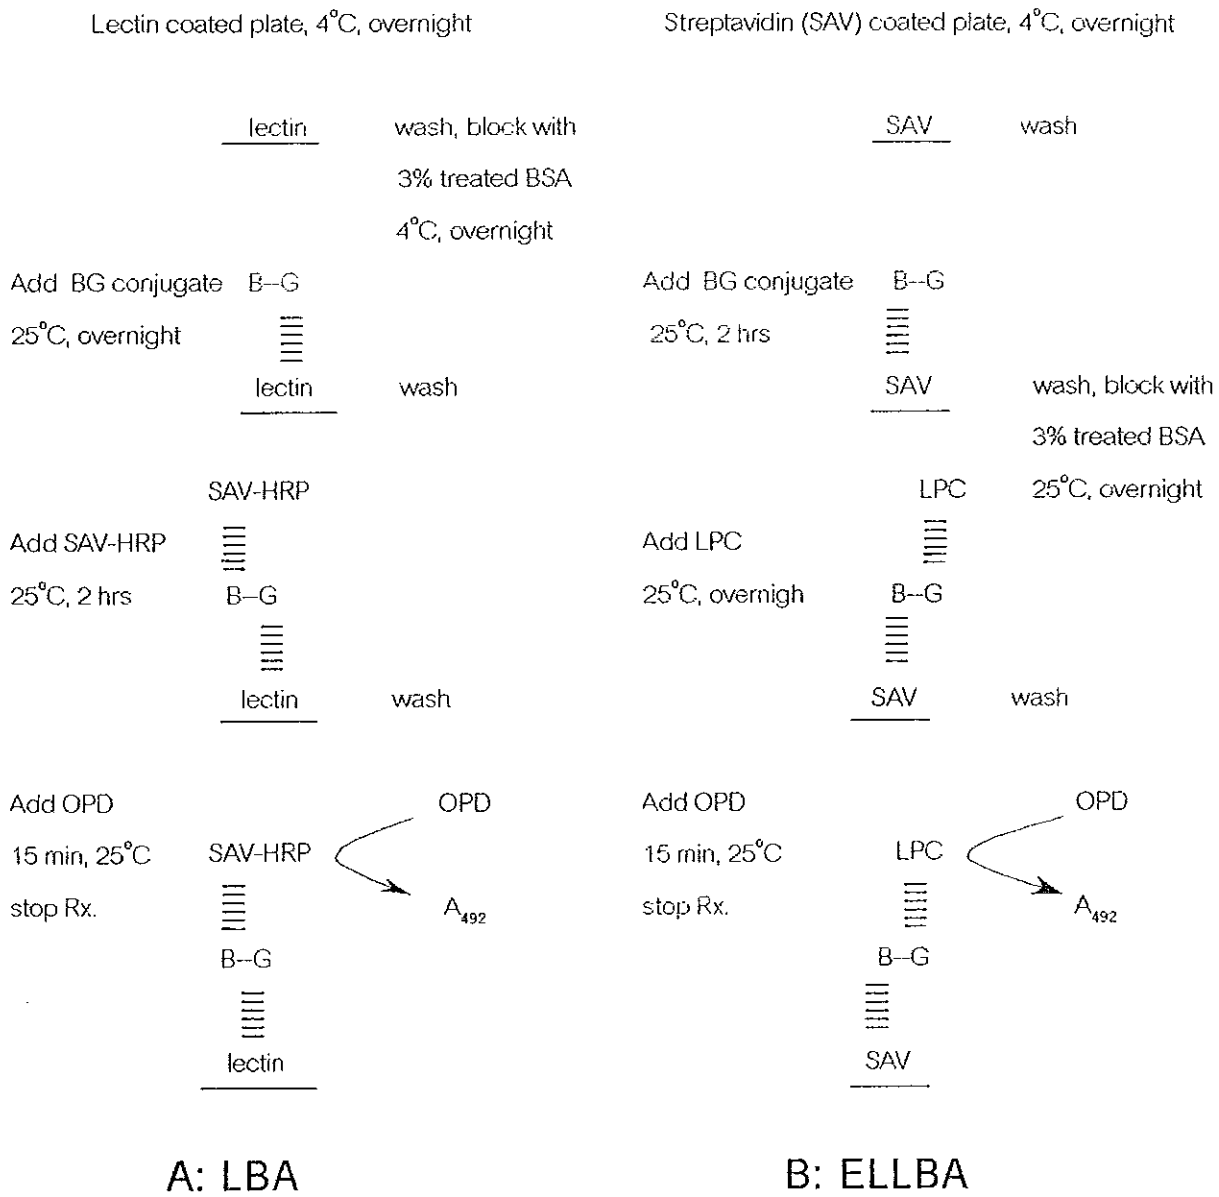 Lectin coated plate, 4°C, overnight
lectin
wash, block with
3% treated BSA
4°C, overnight
Add BG conjugate
25°C, overnight
B--G
lectin
wash
SAV-HRP
Add SAV-HRP
25°C, 2 hrs
B--G
lectin
wash
Add OPD
15 min, 25°C
stop Rx.
SAV-HRP
OPD
A492
B--G
lectin
A: LBA
Streptavidin (SAV) coated plate, 4°C, overnight
SAV
wash
Add BG conjugate
25°C, 2 hrs
B--G
SAV
wash, block with
3% treated BSA
25°C, overnight
LPC
Add LPC
25°C, overnigh
B--G
SAV
wash
Add OPD
15 min, 25°C
stop Rx.
LPC
OPD
A492
B--G
SAV
B: ELLBA